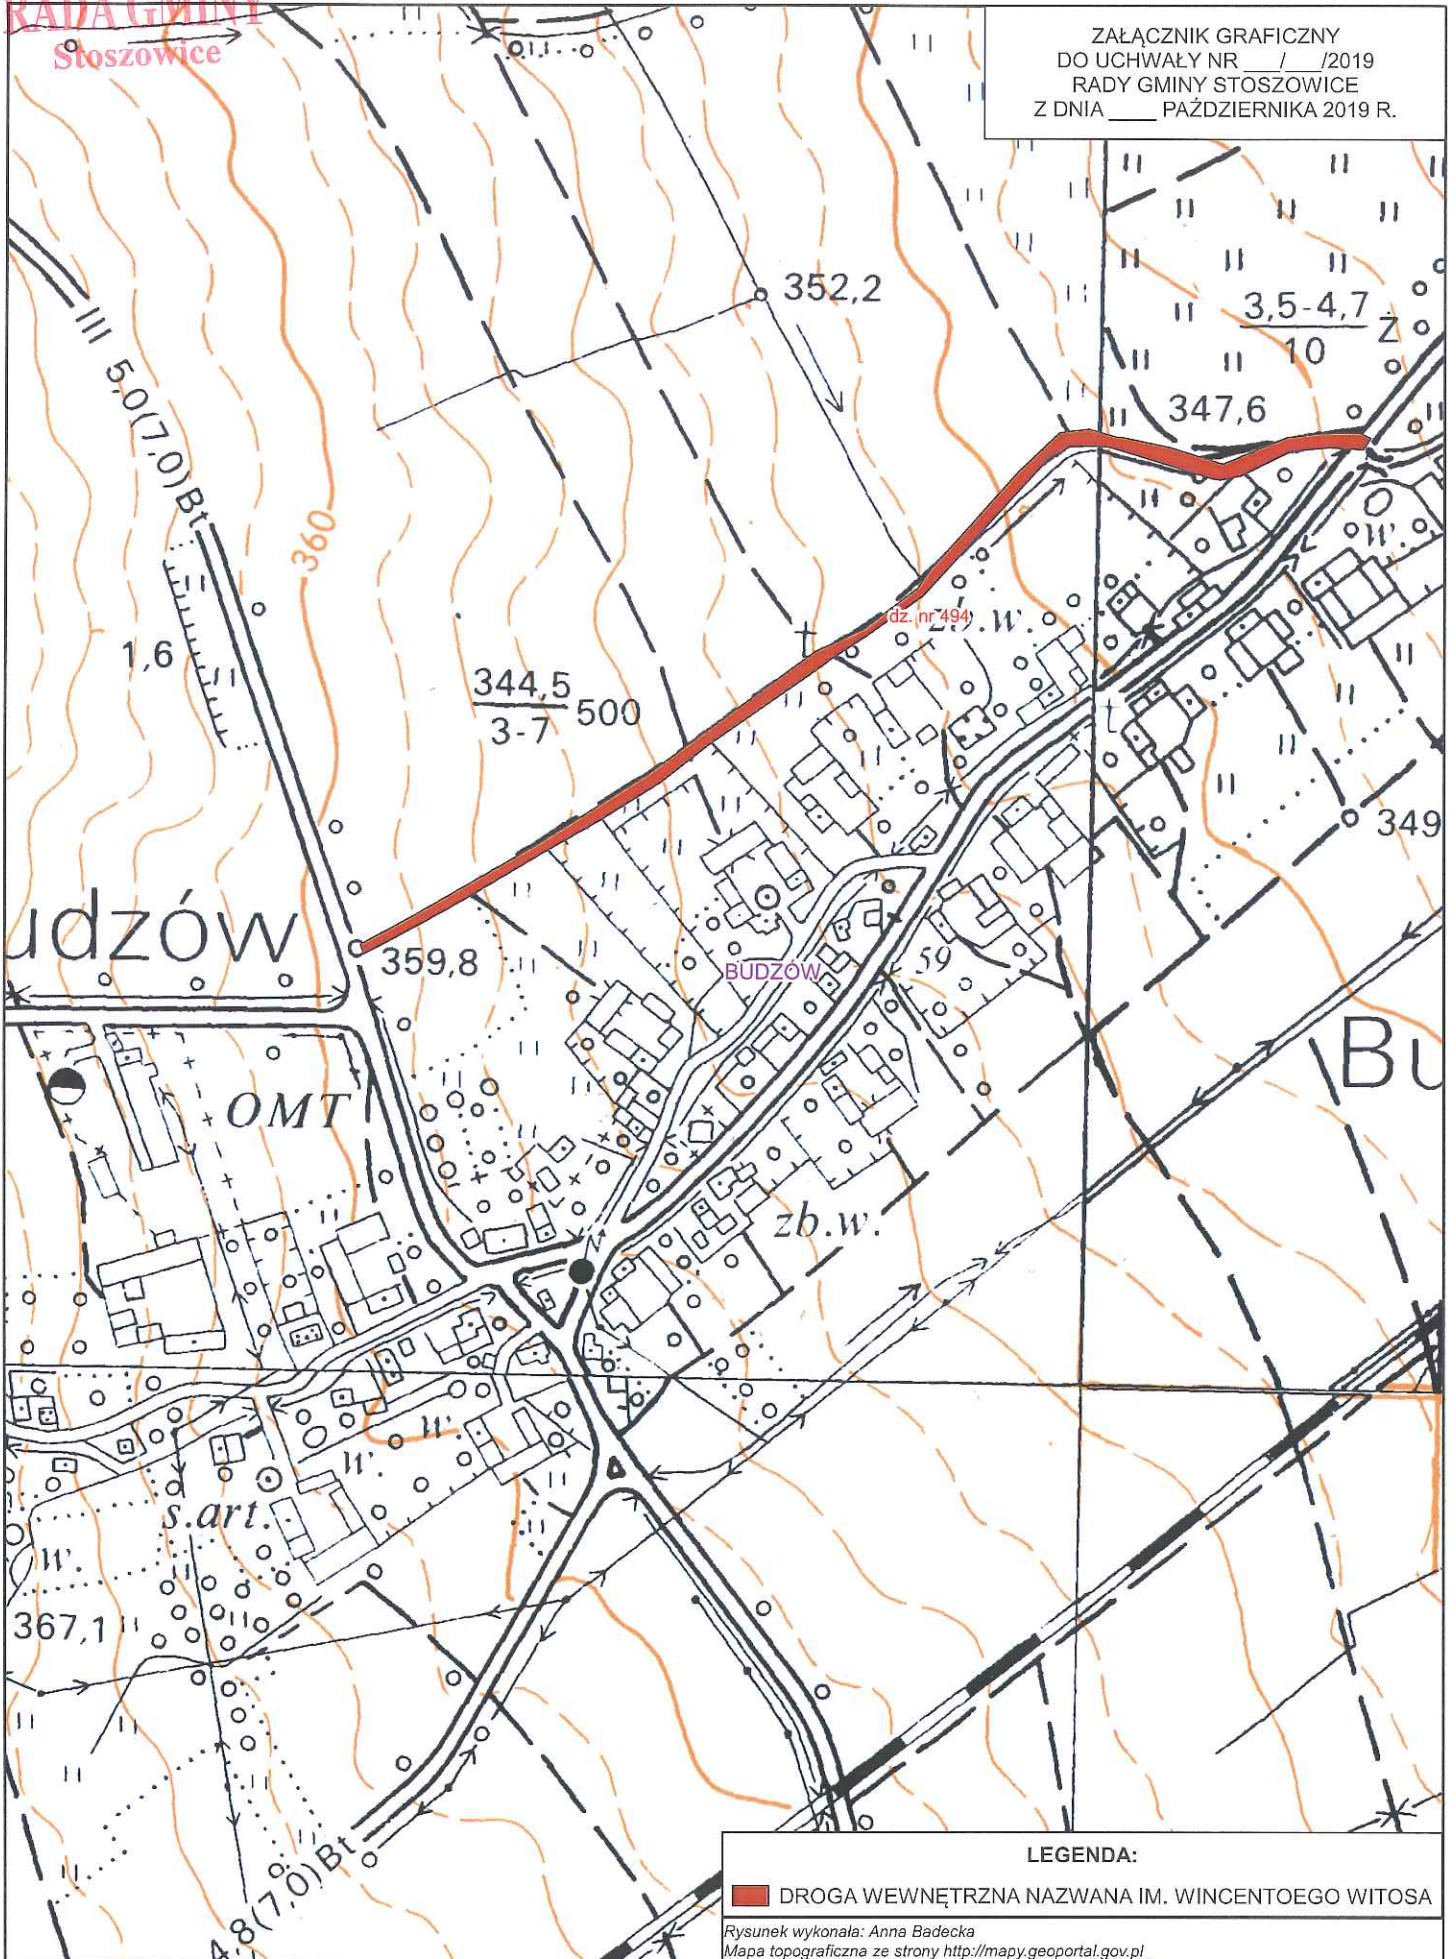 RADA GMINY
Stoszowice
ZAŁĄCZNIK GRAFICZNY
DO UCHWAŁY NR ___/___/2019
RADY GMINY STOSZOWICE
Z DNIA ____ PAŹDZIERNIKA 2019 R.
352,2
3,5-4,7
10
Ż
347,6
III 5,0(7,0)Bt
360
w.
dz. nr 494
zb.w.
1,6
344,5
3-7
500
349
udzów
359,8
BUDZÓW
59
Bu
OMT
zb.w.
w.
w.
s.art.
w.
367,1
4,8(7,0)Bt
LEGENDA:
DROGA WEWNĘTRZNA NAZWANA IM. WINCENTOEGO WITOSA
Rysunek wykonała: Anna Badecka
Mapa topograficzna ze strony http://mapy.geoportal.gov.pl